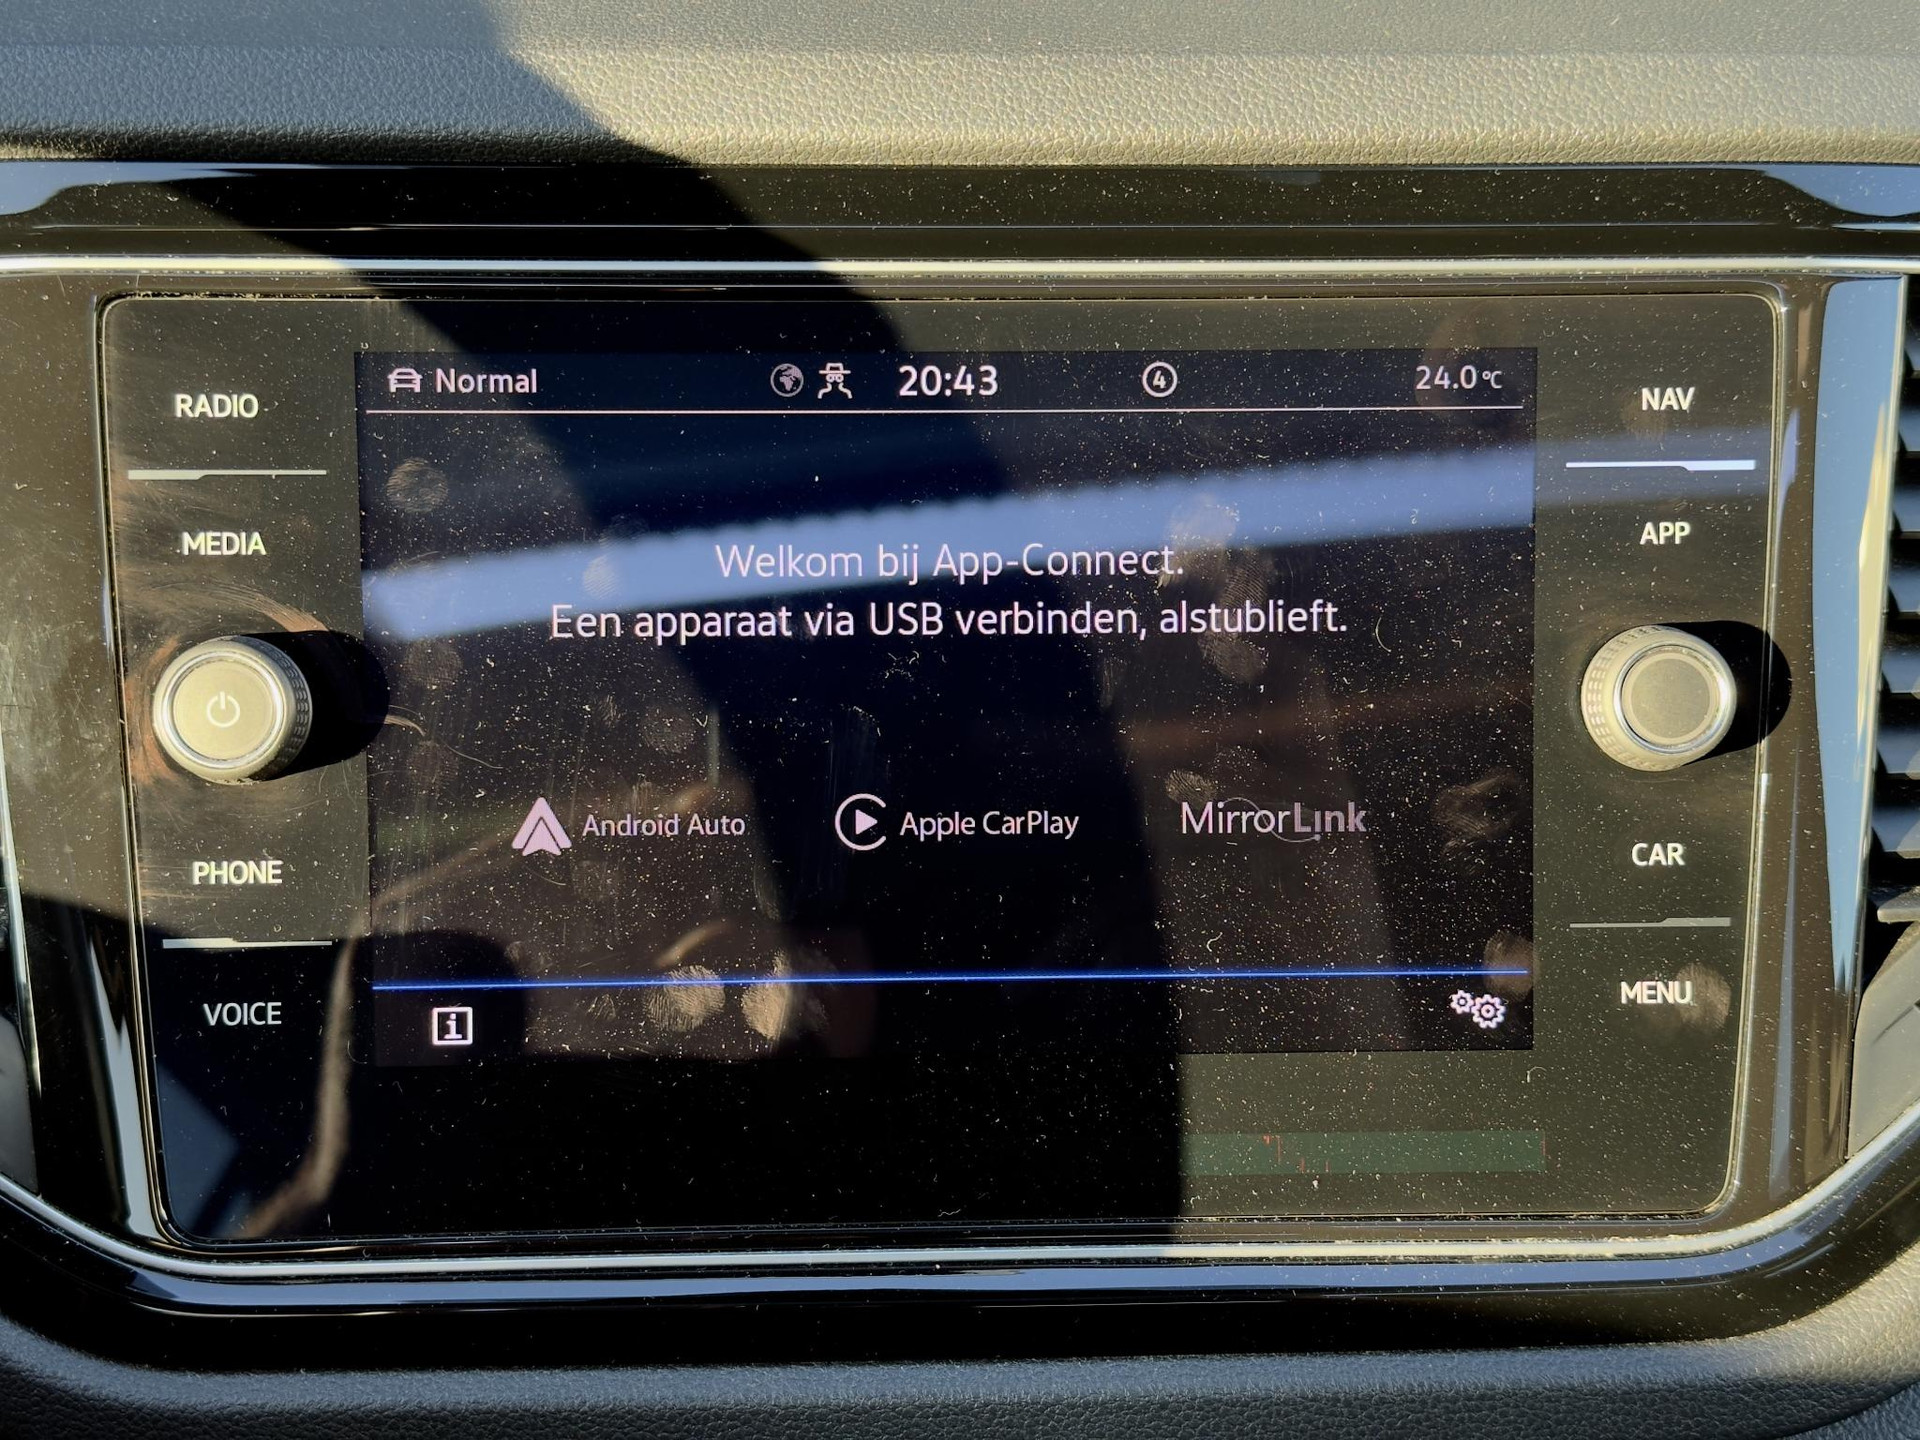 Normal 20:43 4 24.0 °C
RADIO
NAV
MEDIA
APP
Welkom bij App-Connect.
Een apparaat via USB verbinden, alstublieft.
Android Auto Apple CarPlay MirrorLink
PHONE
CAR
VOICE
MENU
i